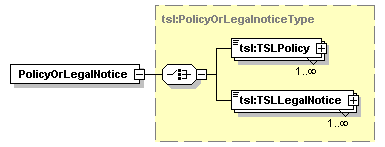 tsl:PolicyOrLegalnoticeType
tsl:TSLPolicy
1..∞
PolicyOrLegalNotice
tsl:TSLLegalNotice
1..∞